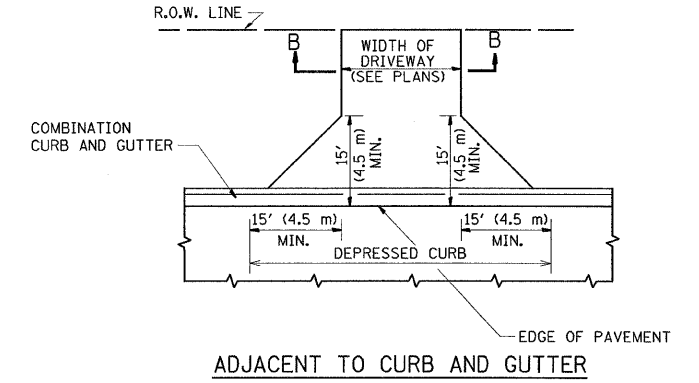 R.O.W. LINE
B
B
WIDTH OF
DRIVEWAY
(SEE PLANS)
COMBINATION
CURB AND GUTTER
15'
(4.5 m)
MIN.
15'
(4.5 m)
MIN.
15' (4.5 m)
MIN.
15' (4.5 m)
MIN.
DEPRESSED CURB
EDGE OF PAVEMENT
ADJACENT TO CURB AND GUTTER